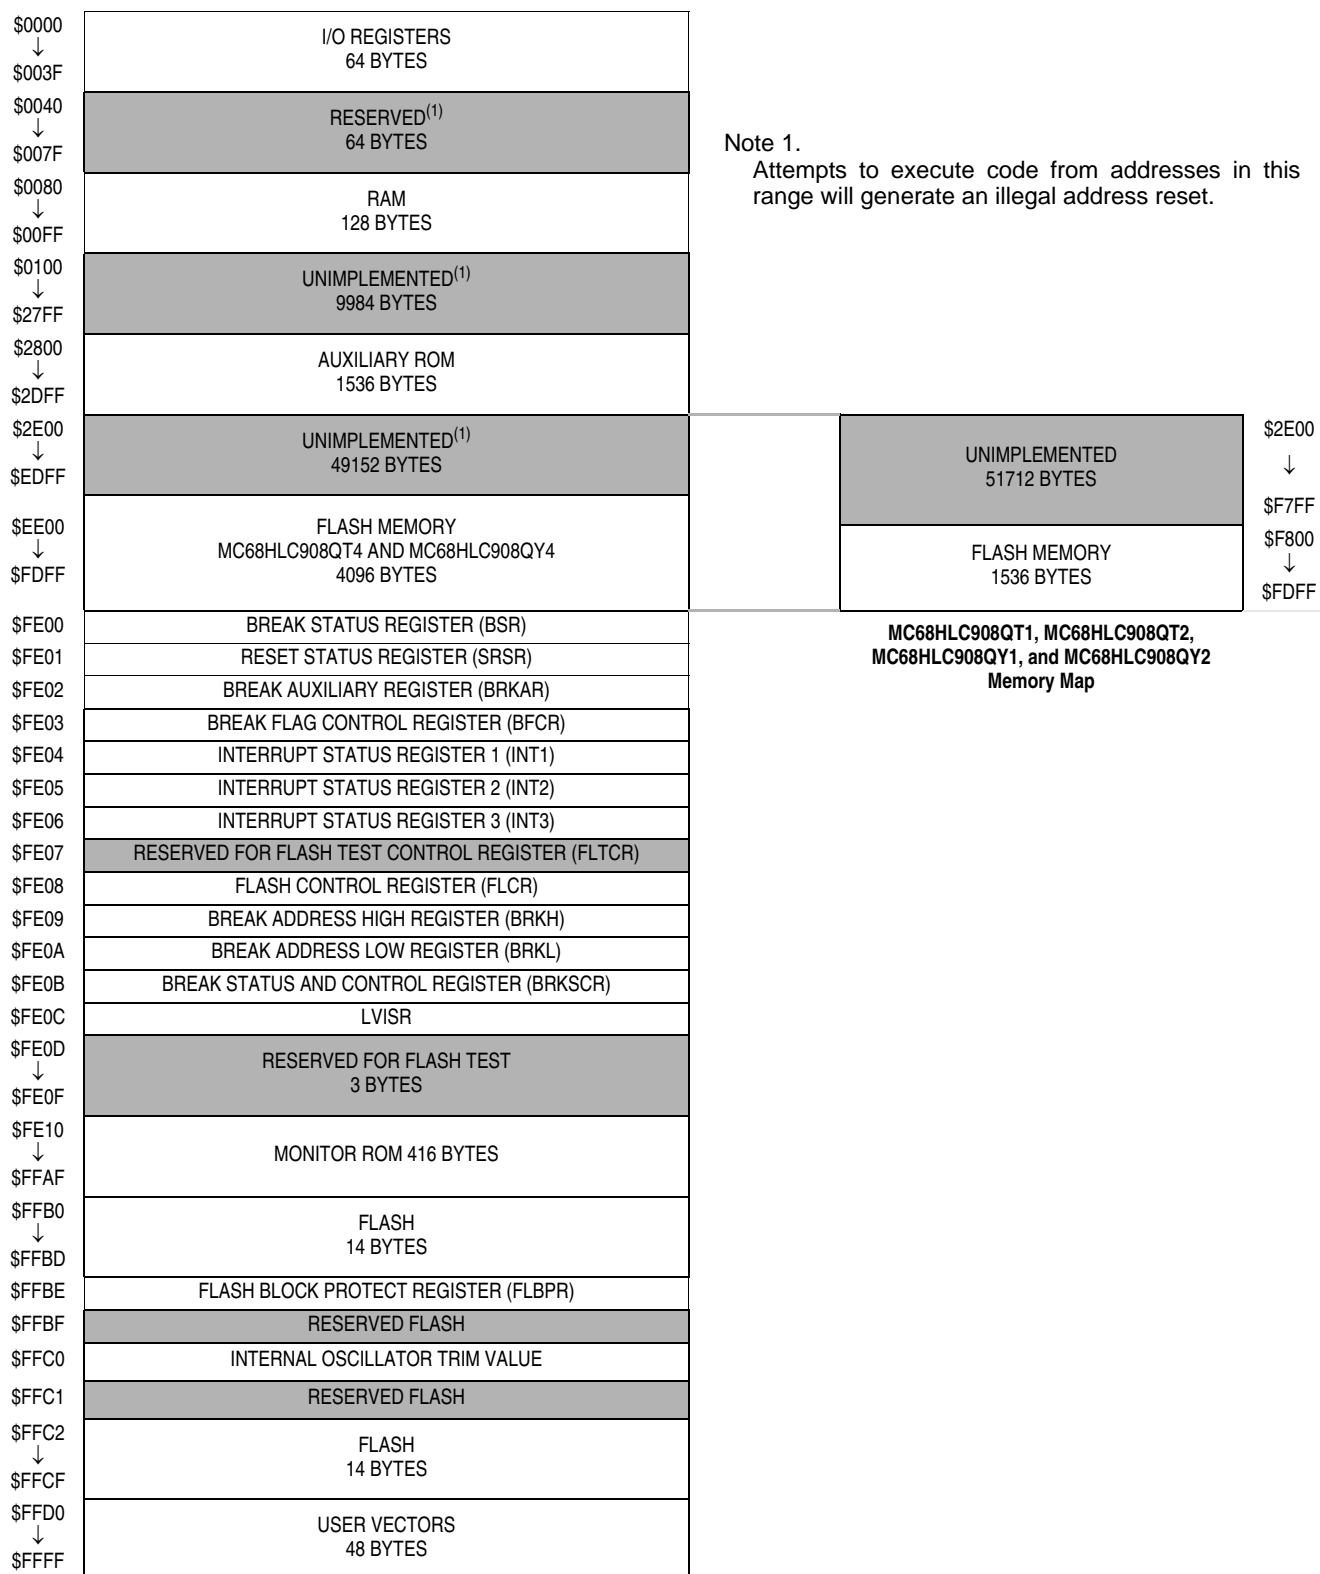 $0000
↓
$003F
I/O REGISTERS
64 BYTES
$0040
↓
$007F
RESERVED(1)
64 BYTES
Note 1.
Attempts to execute code from addresses in this
range will generate an illegal address reset.
$0080
↓
$00FF
RAM
128 BYTES
$0100
↓
$27FF
UNIMPLEMENTED(1)
9984 BYTES
$2800
↓
$2DFF
AUXILIARY ROM
1536 BYTES
$2E00
↓
$EDFF
UNIMPLEMENTED(1)
49152 BYTES
UNIMPLEMENTED
51712 BYTES
$2E00
↓
$F7FF
$EE00
↓
$FDFF
FLASH MEMORY
MC68HLC908QT4 AND MC68HLC908QY4
4096 BYTES
FLASH MEMORY
1536 BYTES
$F800
↓
$FDFF
MC68HLC908QT1, MC68HLC908QT2,
MC68HLC908QY1, and MC68HLC908QY2
Memory Map
$FE00 BREAK STATUS REGISTER (BSR)
$FE01 RESET STATUS REGISTER (SRSR)
$FE02 BREAK AUXILIARY REGISTER (BRKAR)
$FE03 BREAK FLAG CONTROL REGISTER (BFCR)
$FE04 INTERRUPT STATUS REGISTER 1 (INT1)
$FE05 INTERRUPT STATUS REGISTER 2 (INT2)
$FE06 INTERRUPT STATUS REGISTER 3 (INT3)
$FE07 RESERVED FOR FLASH TEST CONTROL REGISTER (FLTCR)
$FE08 FLASH CONTROL REGISTER (FLCR)
$FE09 BREAK ADDRESS HIGH REGISTER (BRKH)
$FE0A BREAK ADDRESS LOW REGISTER (BRKL)
$FE0B BREAK STATUS AND CONTROL REGISTER (BRKSCR)
$FE0C LVISR
$FE0D
↓
$FE0F
RESERVED FOR FLASH TEST
3 BYTES
$FE10
↓
$FFAF
MONITOR ROM 416 BYTES
$FFB0
↓
$FFBD
FLASH
14 BYTES
$FFBE FLASH BLOCK PROTECT REGISTER (FLBPR)
$FFBF RESERVED FLASH
$FFC0 INTERNAL OSCILLATOR TRIM VALUE
$FFC1 RESERVED FLASH
$FFC2
↓
$FFCF
FLASH
14 BYTES
$FFD0
↓
$FFFF
USER VECTORS
48 BYTES